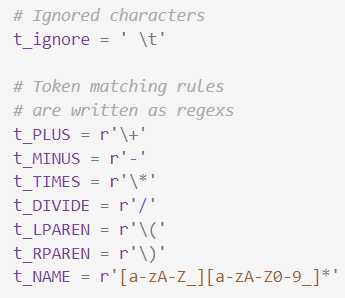 # Ignored characters
t_ignore = ' \t'
# Token matching rules
# are written as regexs
t_PLUS = r'\+'
t_MINUS = r'-'
t_TIMES = r'\*'
t_DIVIDE = r'/'
t_LPAREN = r'\('
t_RPAREN = r'\)'
t_NAME = r'[a-zA-Z_][a-zA-Z0-9_]*'